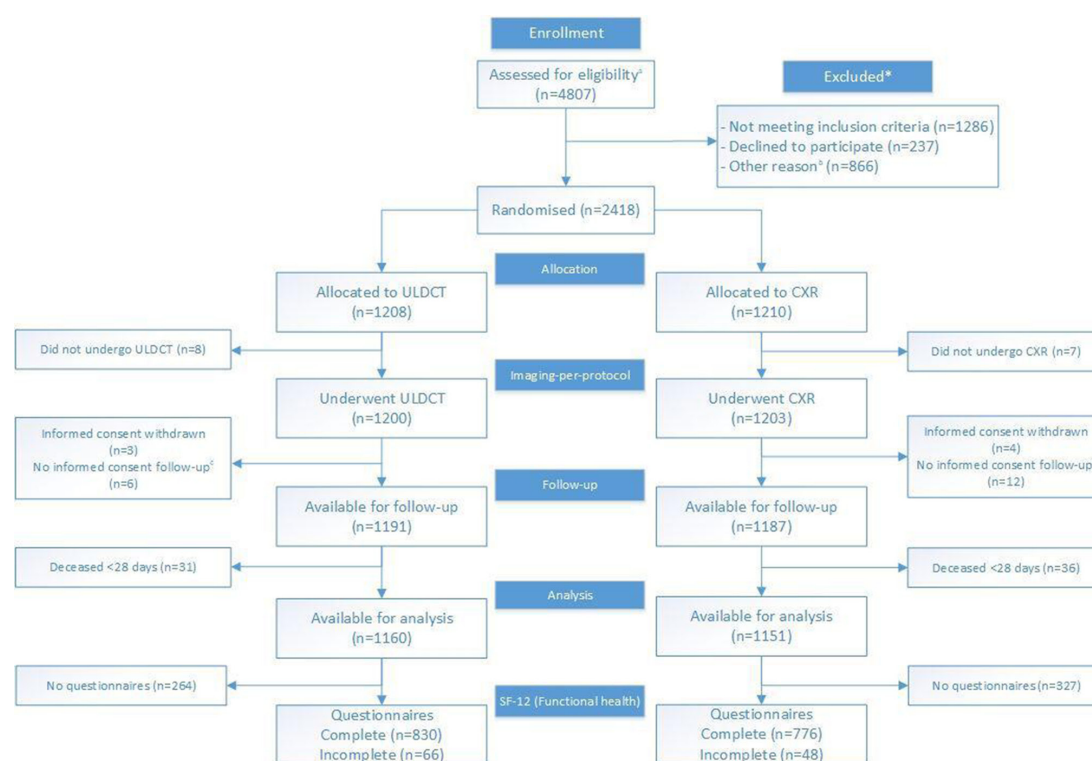 Enrollment
Assessed for eligibilityᵃ
(n=4807)
Excluded*
- Not meeting inclusion criteria (n=1286)
- Declined to participate (n=237)
- Other reasonᵇ (n=866)
Randomised (n=2418)
Allocation
Allocated to ULDCT
(n=1208)
Allocated to CXR
(n=1210)
Did not undergo ULDCT (n=8)
Did not undergo CXR (n=7)
Imaging-per-protocol
Underwent ULDCT
(n=1200)
Underwent CXR
(n=1203)
Informed consent withdrawn
(n=3)
No informed consent follow-upᶜ
(n=6)
Informed consent withdrawn
(n=4)
No informed consent follow-up
(n=12)
Follow-up
Available for follow-up
(n=1191)
Available for follow-up
(n=1187)
Deceased <28 days (n=31)
Deceased <28 days (n=36)
Analysis
Available for analysis
(n=1160)
Available for analysis
(n=1151)
No questionnaires (n=264)
No questionnaires (n=327)
SF-12 (Functional health)
Questionnaires
Complete (n=830)
Incomplete (n=66)
Questionnaires
Complete (n=776)
Incomplete (n=48)